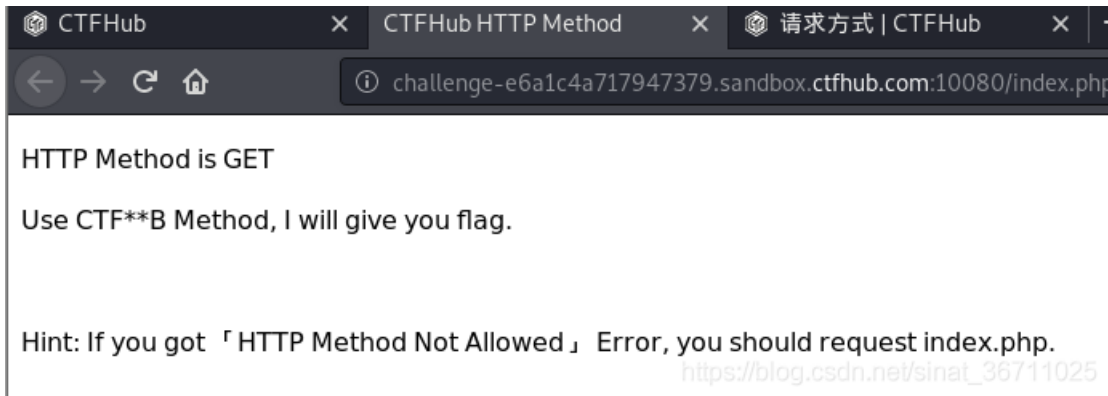 CTFHub
CTFHub HTTP Method
请求方式 | CTFHub
challenge-e6a1c4a717947379.sandbox.ctfhub.com:10080/index.php
HTTP Method is GET
Use CTF**B Method, I will give you flag.
Hint: If you got 「HTTP Method Not Allowed」 Error, you should request index.php.
https://blog.csdn.net/sinat_36711025